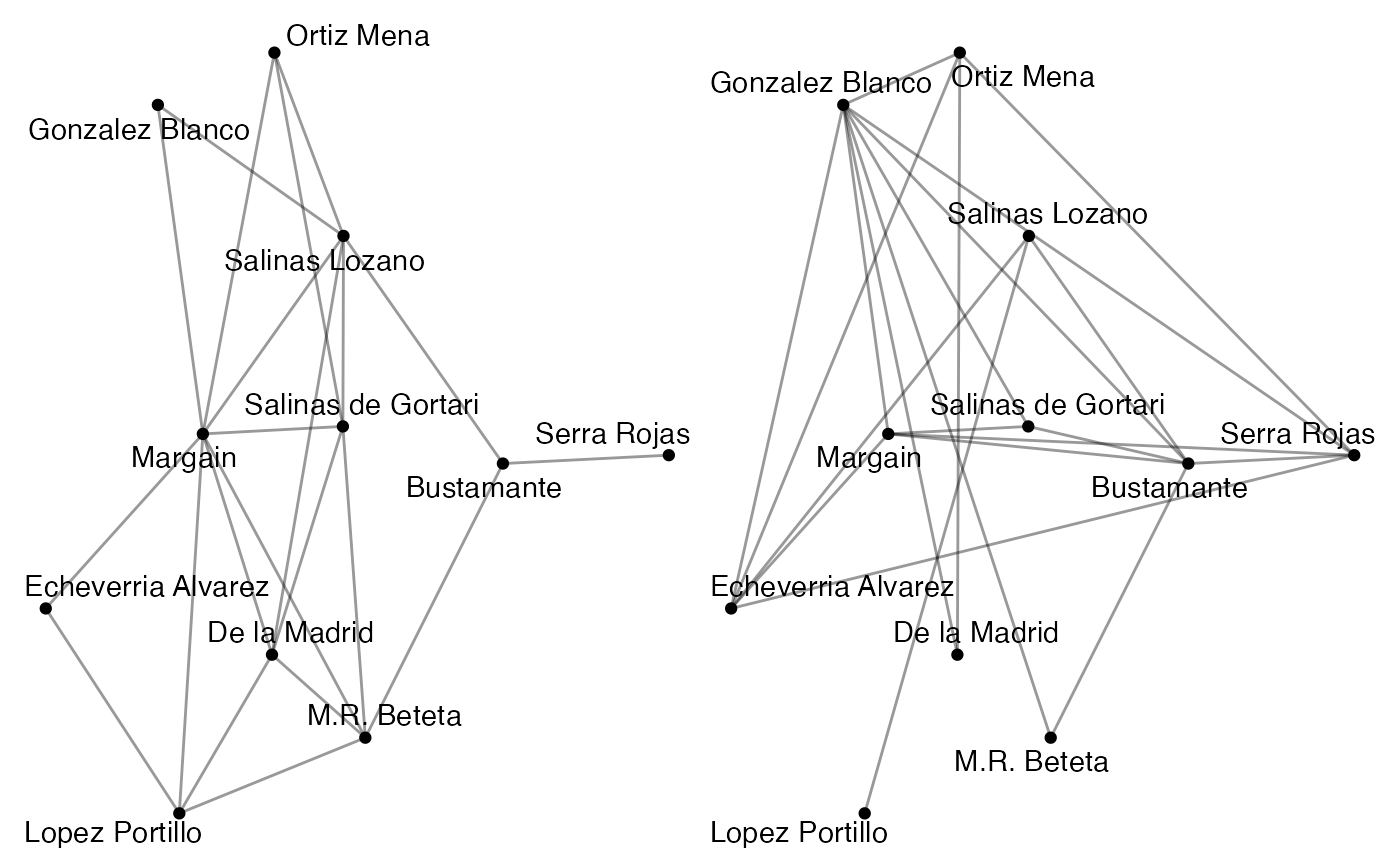 Ortiz Mena
Gonzalez Blanco
Salinas Lozano
Salinas de Gortari
Serra Rojas
Margain
Bustamante
Echeverria Alvarez
De la Madrid
M.R. Beteta
Lopez Portillo
Ortiz Mena
Gonzalez Blanco
Salinas Lozano
Salinas de Gortari
Serra Rojas
Margain
Bustamante
Echeverria Alvarez
De la Madrid
M.R. Beteta
Lopez Portillo